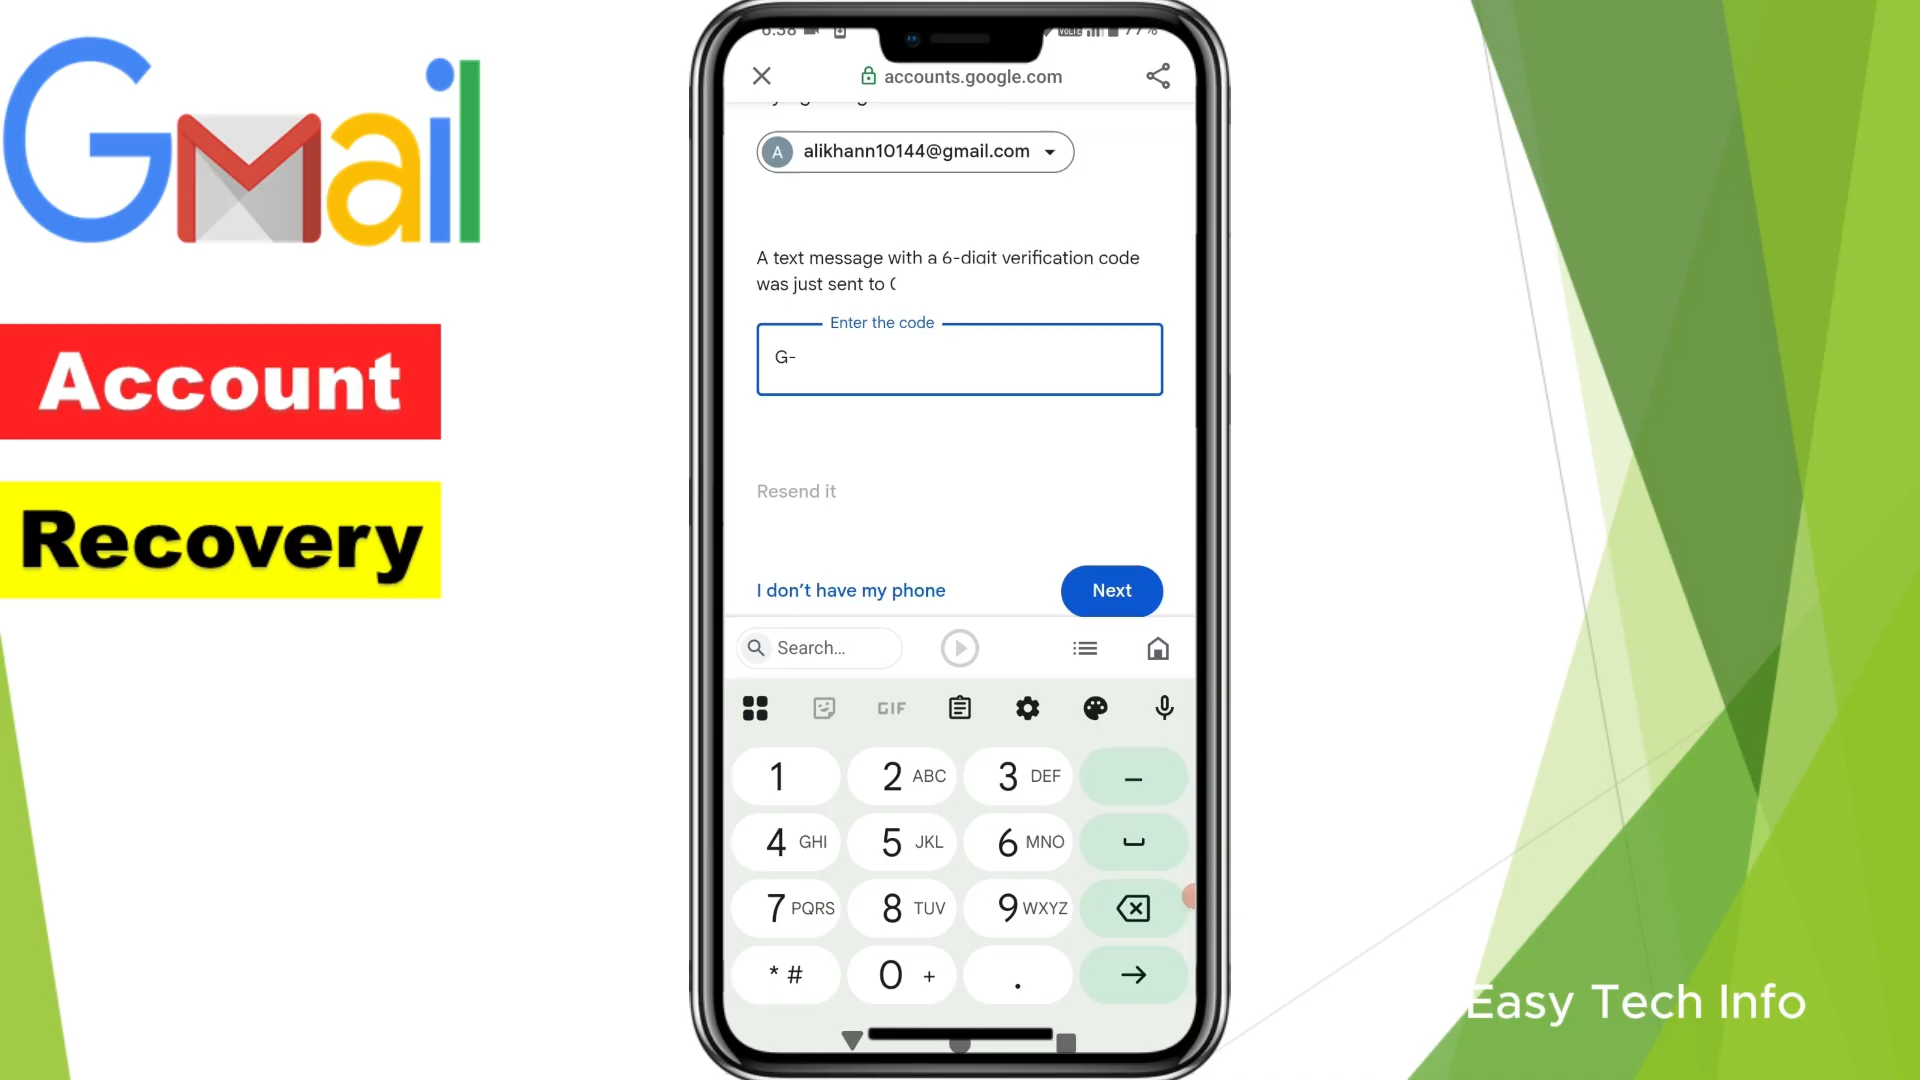 Gmail
Account
Recovery
accounts.google.com
A
alikhann10144@gmail.com
A text message with a 6-digit verification code
was just sent to
Enter the code
G-
Resend it
I don't have my phone
Next
Search...
GIF
1
2 ABC
3 DEF
–
4 GHI
5 JKL
6 MNO
7 PQRS
8 TUV
9 WXYZ
* #
0 +
.
Easy Tech Info